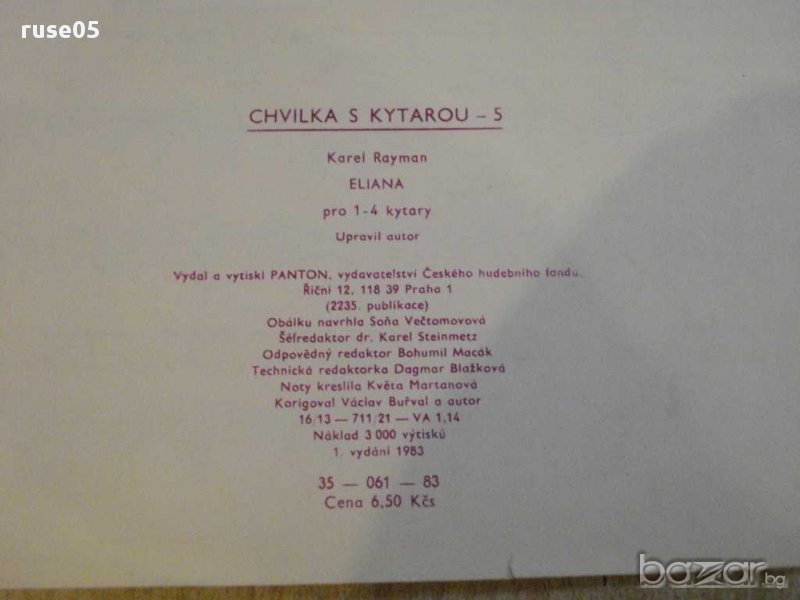 ruse05
CHVILKA S KYTAROU – 5
Karel Rayman
ELIANA
pro 1-4 kytary
Upravil autor
Vydal a vytiskl PANTON, vydavatelství Českého hudebního fondu
Říční 12, 118 39 Praha 1
(2235. publikace)
Obálku navrhla Soňa Večtomovová
Šéfredaktor dr. Karel Steinmetz
Odpovědný redaktor Bohumil Macák
Technická redaktorka Dagmar Blažková
Noty kreslila Květa Martanová
Korigoval Václav Buřval a autor
16/13 — 711/21 — VA 1,14
Náklad 3 000 výtisků
1. vydání 1983
35 — 061 — 83
Cena 6,50 Kčs
bazar.bg